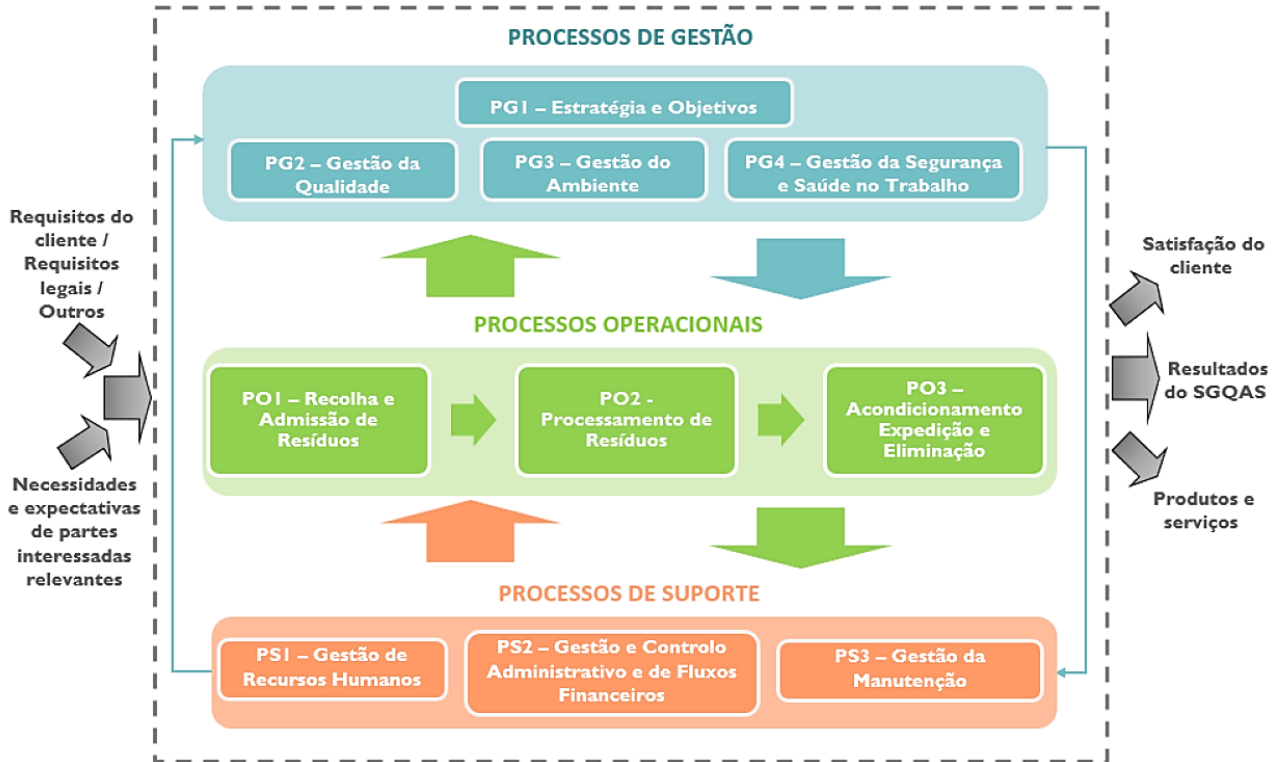 PROCESSOS DE GESTÃO
PG1 – Estratégia e Objetivos
PG2 – Gestão da
Qualidade
PG3 – Gestão do
Ambiente
PG4 – Gestão da Segurança
e Saúde no Trabalho
Requisitos do
cliente /
Requisitos
legais /
Outros
Necessidades
e expectativas
de partes
interessadas
relevantes
PROCESSOS OPERACIONAIS
PO1 – Recolha e
Admissão de
Resíduos
PO2 -
Processamento de
Resíduos
PO3 –
Acondicionamento
Expedição e
Eliminação
PROCESSOS DE SUPORTE
PS1 – Gestão de
Recursos Humanos
PS2 – Gestão e Controlo
Administrativo e de Fluxos
Financeiros
PS3 – Gestão da
Manutenção
Satisfação do
cliente
Resultados
do SGQAS
Produtos e
serviços